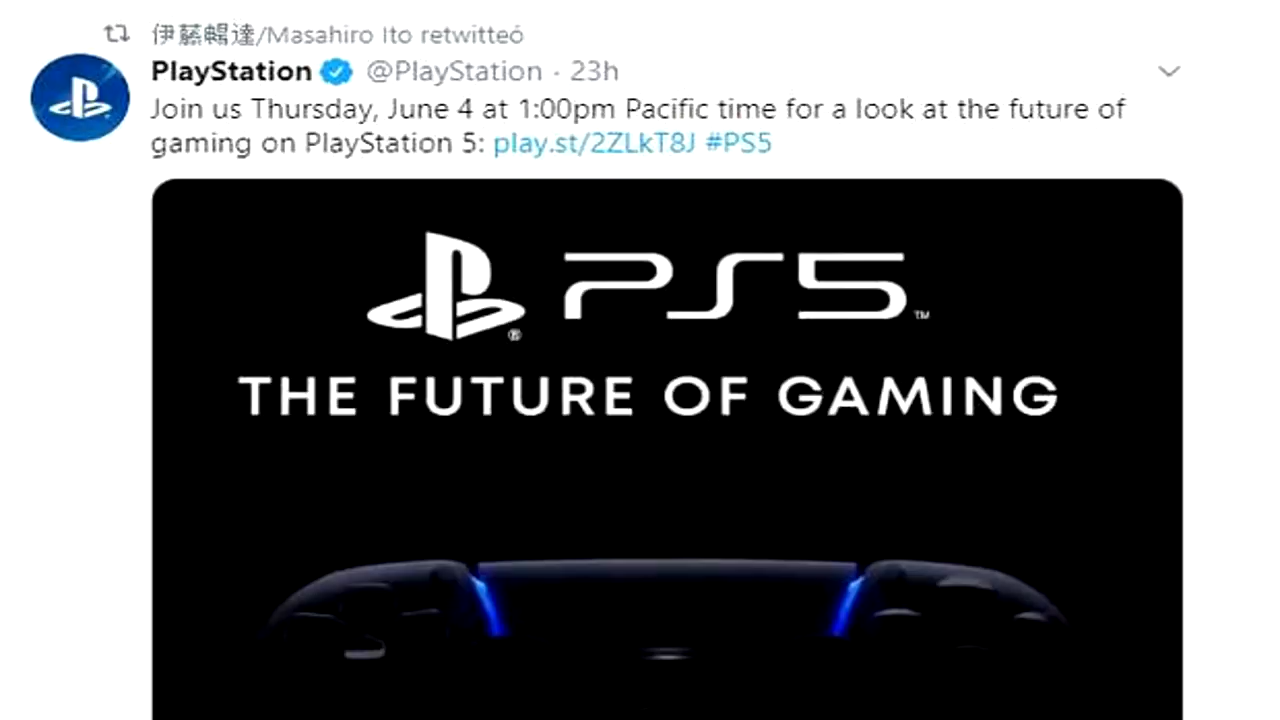 伊藤暢達/Masahiro Ito retwitteó
PlayStation @PlayStation · 23h
Join us Thursday, June 4 at 1:00pm Pacific time for a look at the future of
gaming on PlayStation 5: play.st/2ZLkT8J #PS5
PS5™
THE FUTURE OF GAMING